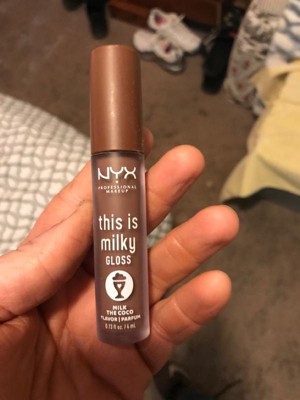 NYX
PROFESSIONAL
MAKEUP
this is
milky
GLOSS
MILK
THE COCO
FLAVOR | PARFUM
0.13 fl. oz. / 4 mL